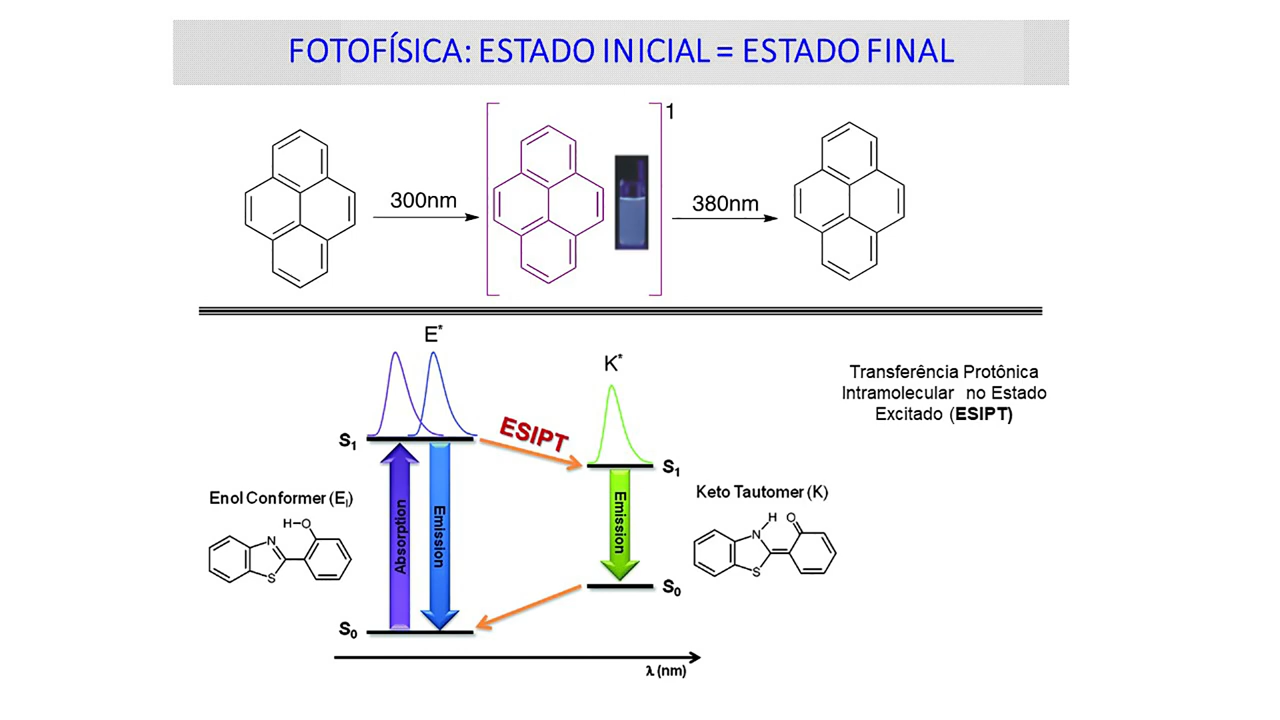 FOTOFÍSICA: ESTADO INICIAL = ESTADO FINAL
1
300nm
380nm
E*
K*
Transferência Protônica
Intramolecular no Estado
Excitado (ESIPT)
ESIPT
S1
S1
Enol Conformer (EI)
Keto Tautomer (K)
Absorption
Emission
Emission
H–O
N
S
N
H
O
S
S0
S0
λ (nm)